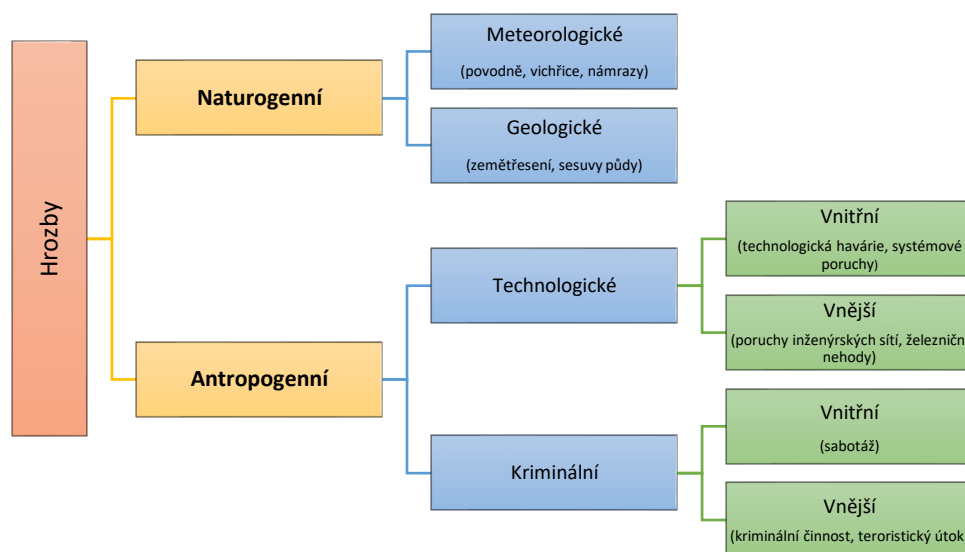 Hrozby
Naturogenní
Meteorologické
(povodně, vichřice, námrazy)
Geologické
(zemětřesení, sesuvy půdy)
Antropogenní
Technologické
Vnitřní
(technologická havárie, systémové
poruchy)
Vnější
(poruchy inženýrských sítí, železničn
nehody)
Kriminální
Vnitřní
(sabotáž)
Vnější
(kriminální činnost, teroristický útok